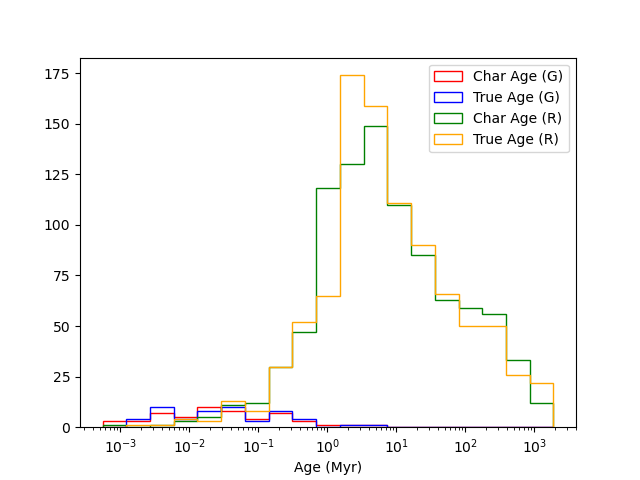 175
150
125
100
75
50
25
0
10⁻³ 10⁻² 10⁻¹ 10⁰ 10¹ 10² 10³
Age (Myr)
Char Age (G)
True Age (G)
Char Age (R)
True Age (R)